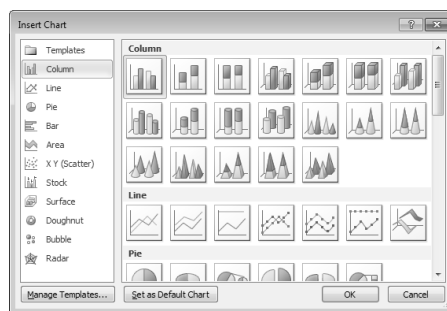 Insert Chart
Templates
Column
Line
Pie
Bar
Area
X Y (Scatter)
Stock
Surface
Doughnut
Bubble
Radar
Column
Line
Pie
Manage Templates...
Set as Default Chart
OK
Cancel